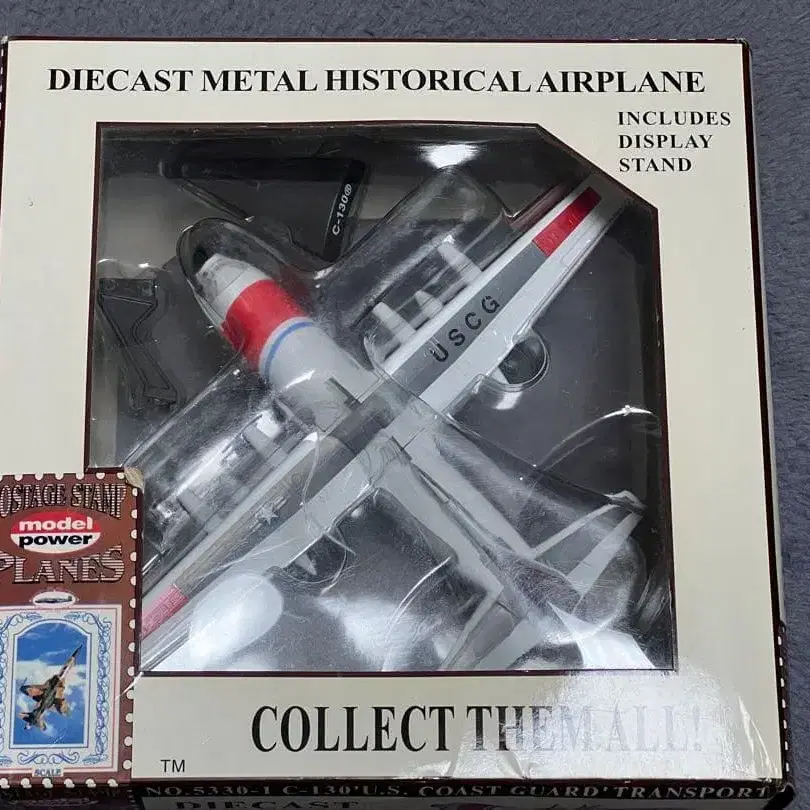 DIECAST METAL HISTORICAL AIRPLANE
INCLUDES
DISPLAY
STAND
C-130®
USCG
POSTAGE STAMP
model
power
PLANES
SCALE
COLLECT THEM ALL!
TM
NO.5330-1 C-130'U.S. COAST GUARD'TRANSPORT
DIECAST